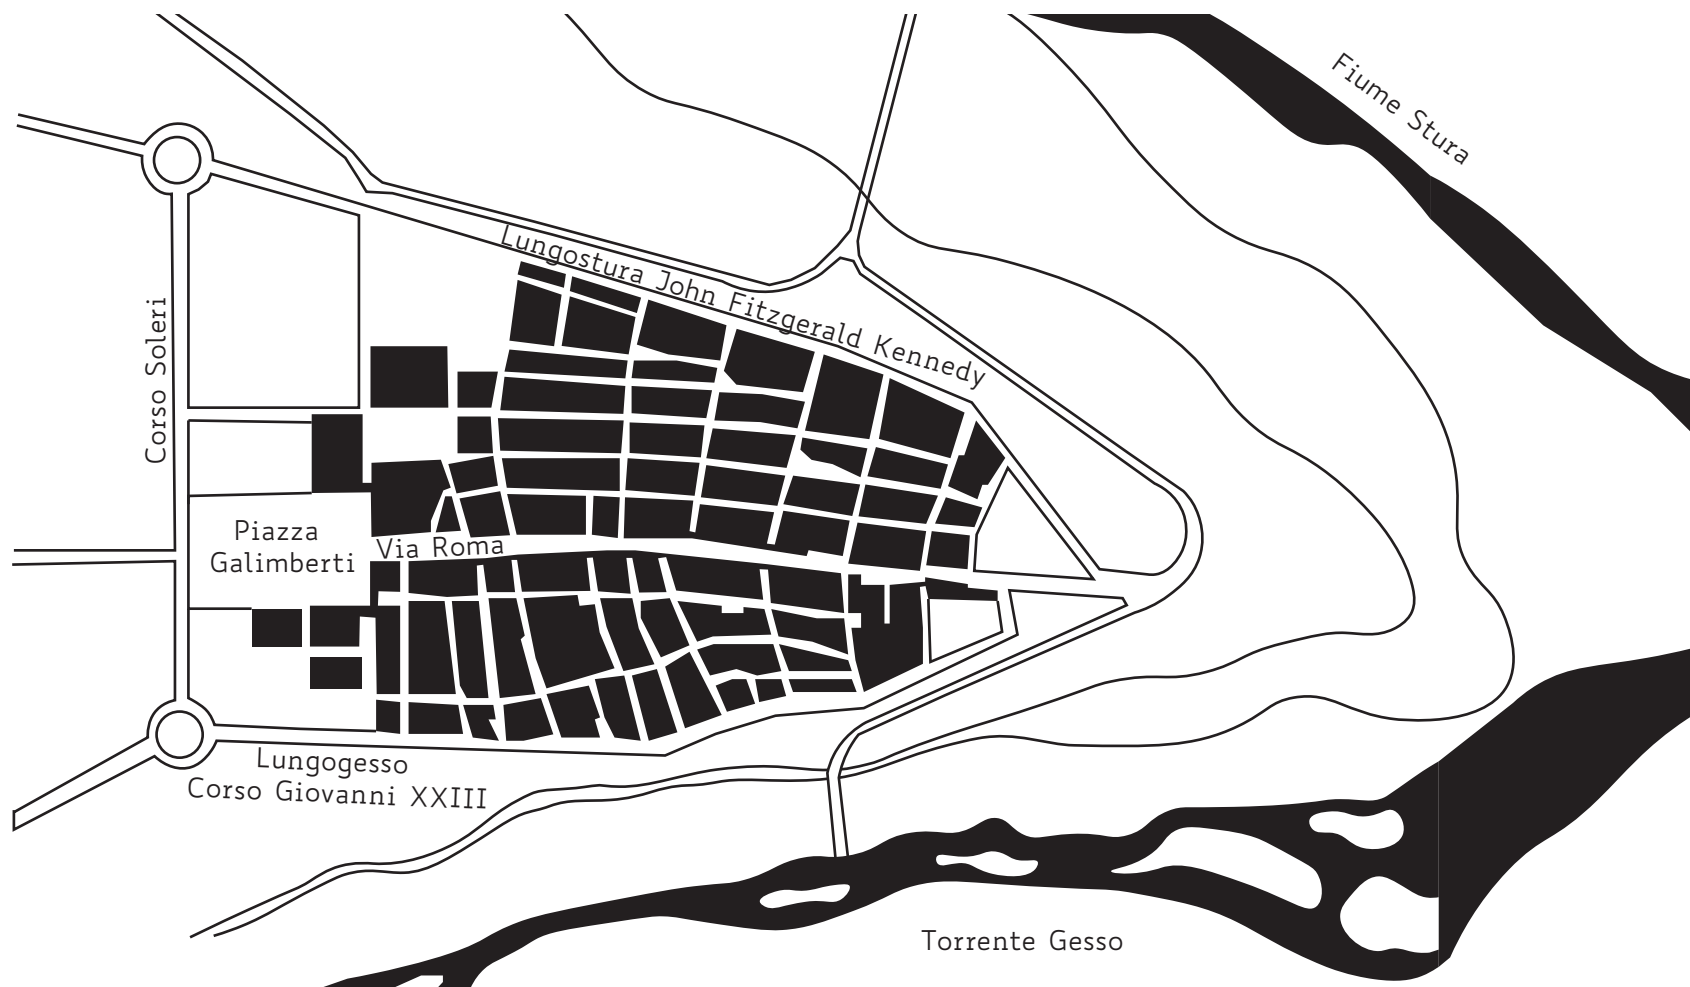 Fiume Stura
Lungostura John Fitzgerald Kennedy
Corso Soleri
Piazza
Galimberti
Via Roma
Lungogesso
Corso Giovanni XXIII
Torrente Gesso